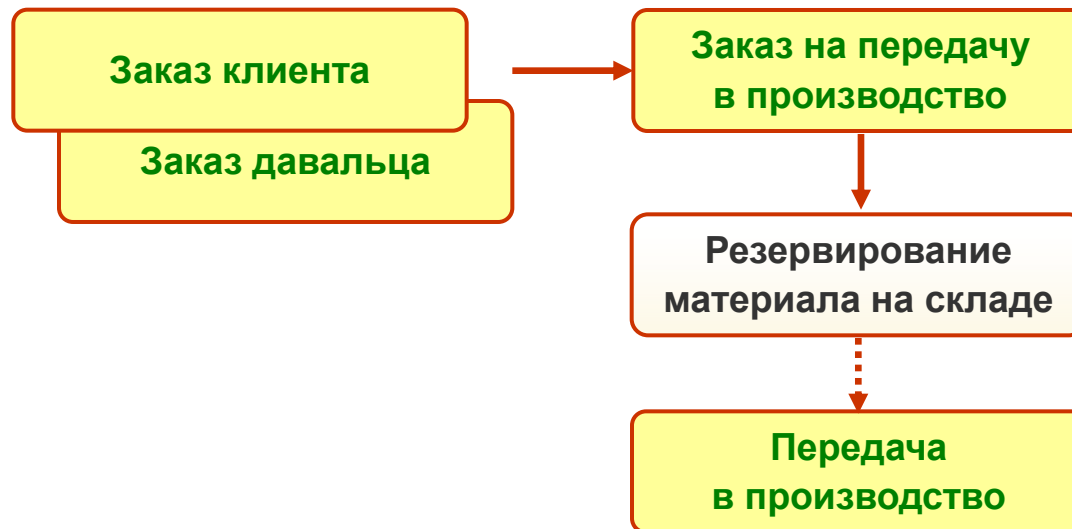 Заказ клиента
Заказ давальца
Заказ на передачу
в производство
Резервирование
материала на складе
Передача
в производство